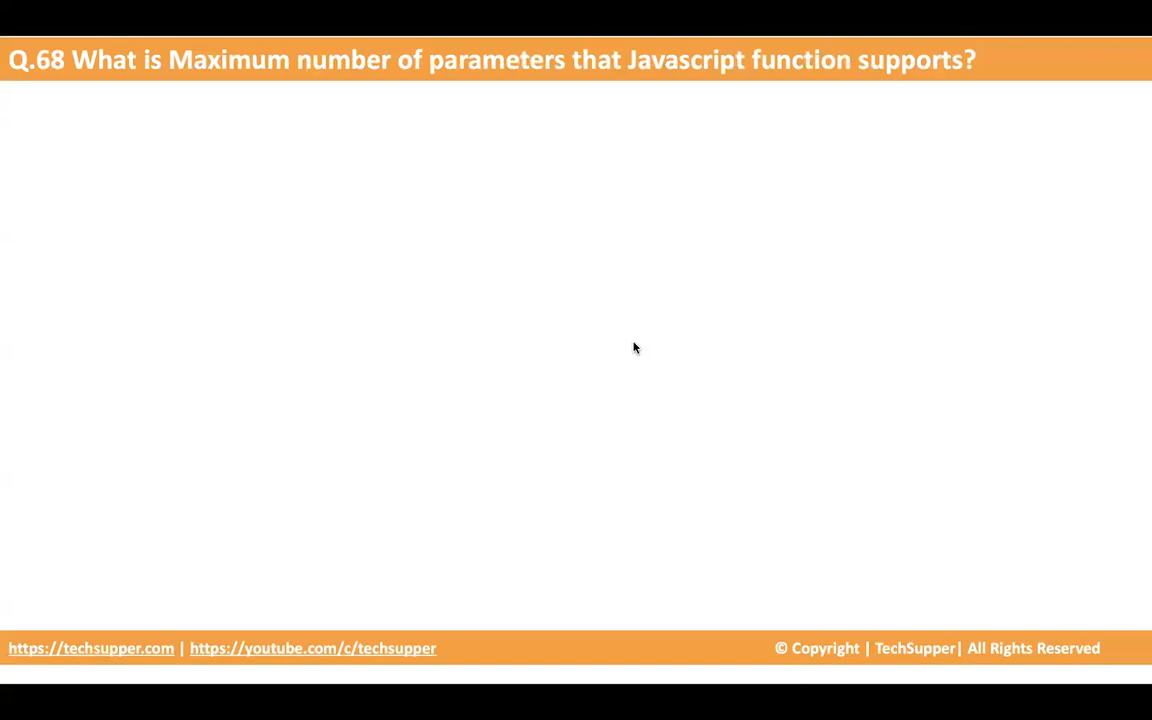 Q.68 What is Maximum number of parameters that Javascript function supports?
https://techsupper.com | https://youtube.com/c/techsupper
© Copyright | TechSupper| All Rights Reserved